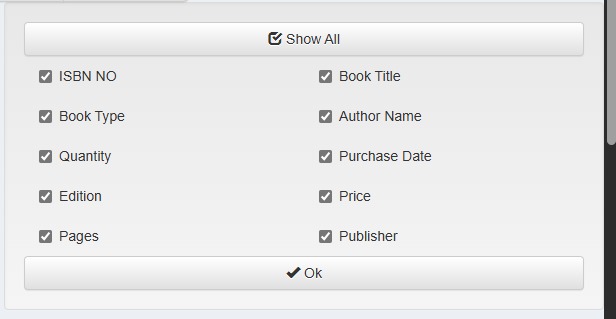 Show All
ISBN NO Book Title
Book Type Author Name
Quantity Purchase Date
Edition Price
Pages Publisher
Ok